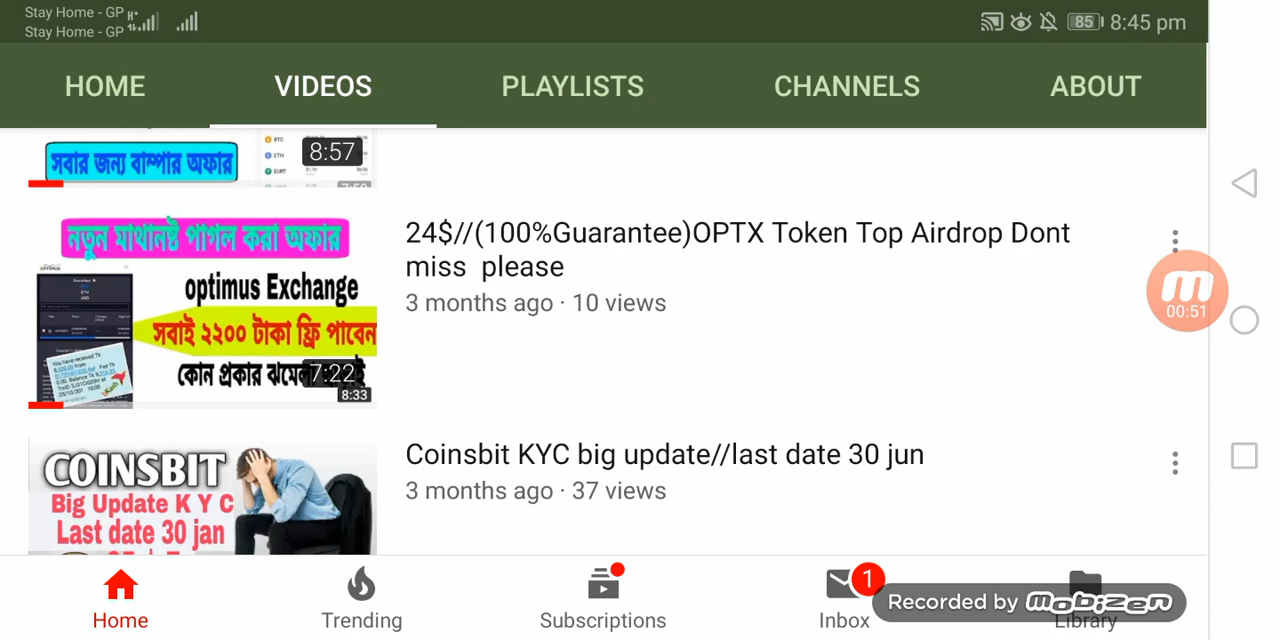 Stay Home - GP
Stay Home - GP
85
8:45 pm
HOME
VIDEOS
PLAYLISTS
CHANNELS
ABOUT
সবার জন্য বাম্পার অফার
BTC
ETH
EURT
8:57
নতুন মাথানষ্ট পাগল করা অফার
optimus Exchange
সবাই ২২০০ টাকা ফ্রি পাবেন
কোন প্রকার
7:22
8:33
24$//(100%Guarantee)OPTX Token Top Airdrop Dont
miss please
3 months ago · 10 views
00:51
COINSBIT
Big Update K Y C
Last date 30 jan
Coinsbit KYC big update//last date 30 jun
3 months ago · 37 views
Home
Trending
Subscriptions
1
Inbox
Library
Recorded by mobizen